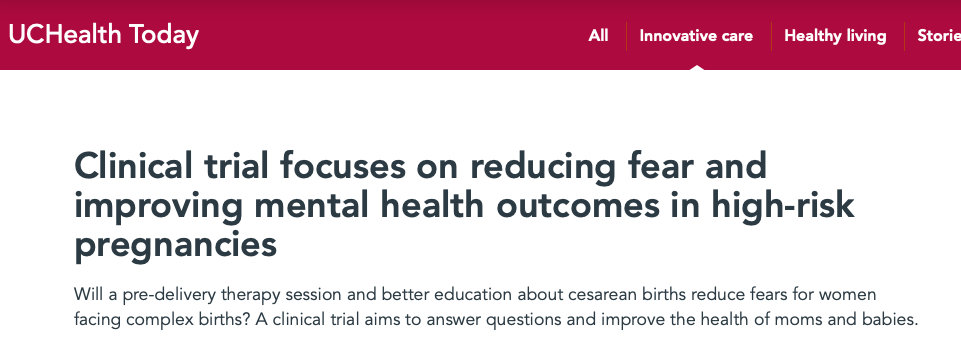 UCHealth Today
All
Innovative care
Healthy living
Storie
Clinical trial focuses on reducing fear and
improving mental health outcomes in high-risk
pregnancies
Will a pre-delivery therapy session and better education about cesarean births reduce fears for women
facing complex births? A clinical trial aims to answer questions and improve the health of moms and babies.